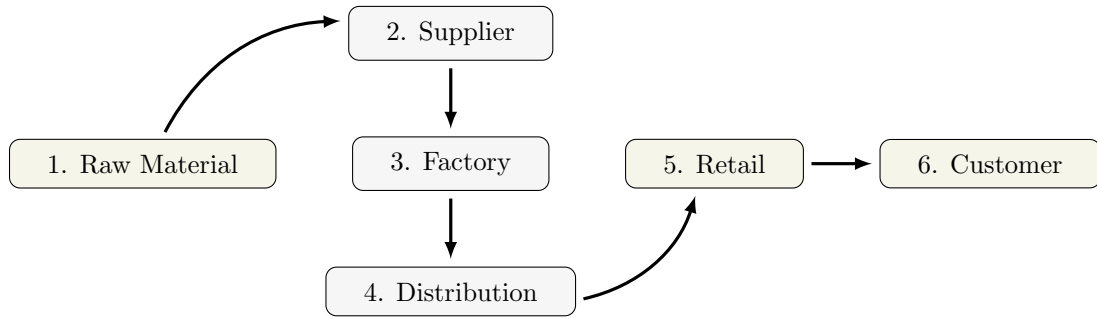 1. Raw Material
2. Supplier
3. Factory
4. Distribution
5. Retail
6. Customer